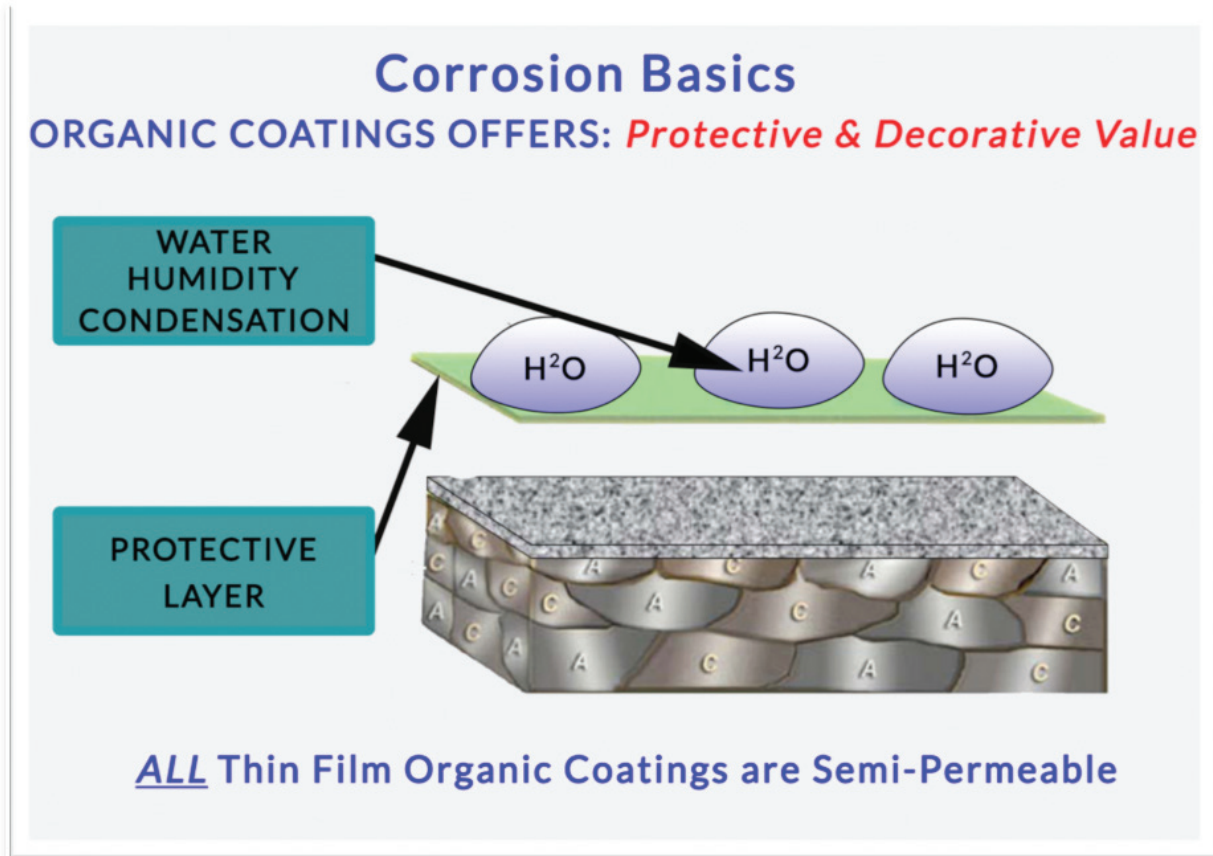 Corrosion Basics
ORGANIC COATINGS OFFERS: Protective & Decorative Value
WATER
HUMIDITY
CONDENSATION
H²O
H²O
H²O
PROTECTIVE
LAYER
A
C
A
C
A
C
A
C
A
C
C
C
A
C
A
C
A
C
A
A
C
A
C
ALL Thin Film Organic Coatings are Semi-Permeable